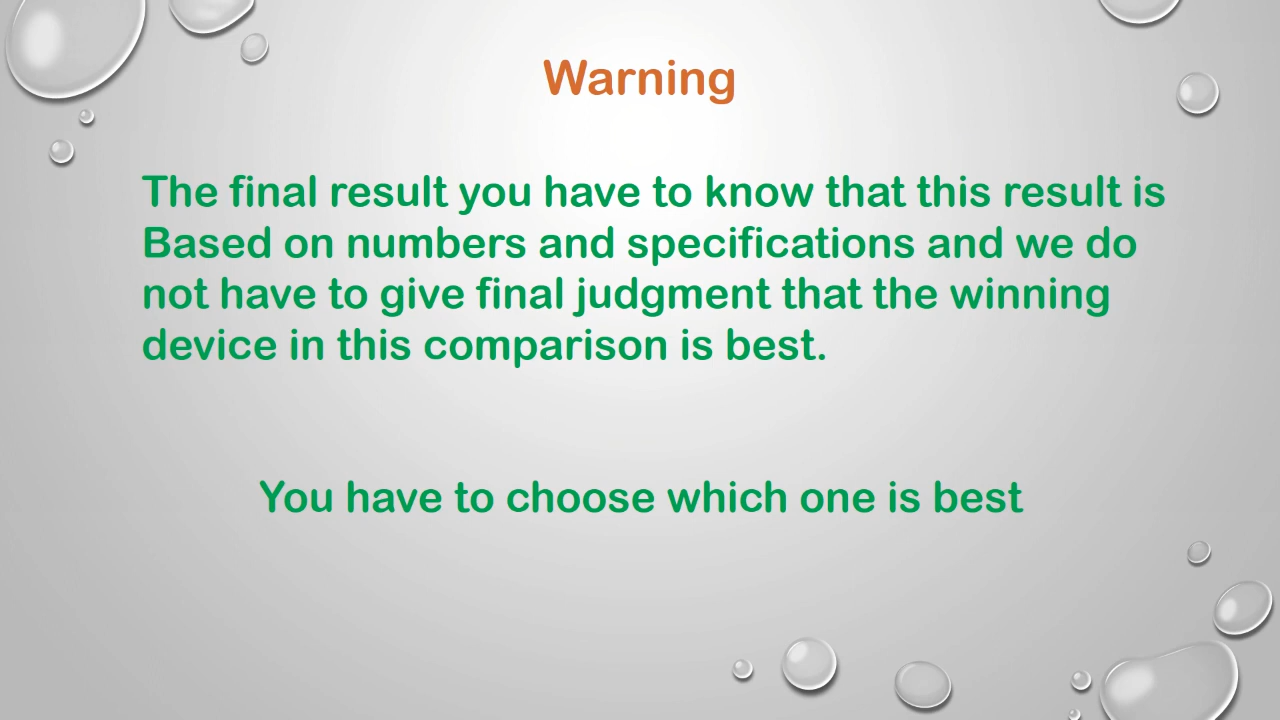 Warning
The final result you have to know that this result is
Based on numbers and specifications and we do
not have to give final judgment that the winning
device in this comparison is best.
You have to choose which one is best